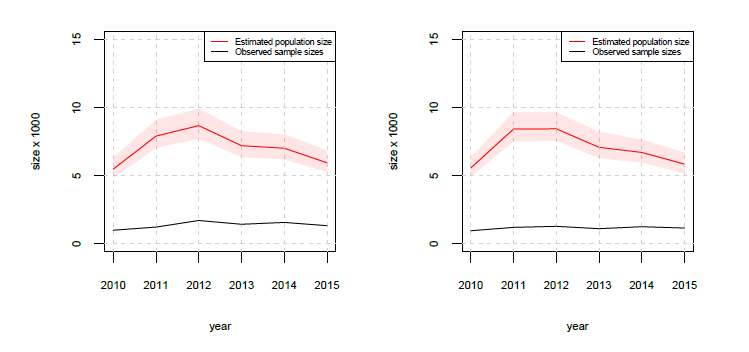 Estimated population size
Observed sample sizes
15
10
5
0
size x 1000
2010 2011 2012 2013 2014 2015
year
Estimated population size
Observed sample sizes
15
10
5
0
size x 1000
2010 2011 2012 2013 2014 2015
year